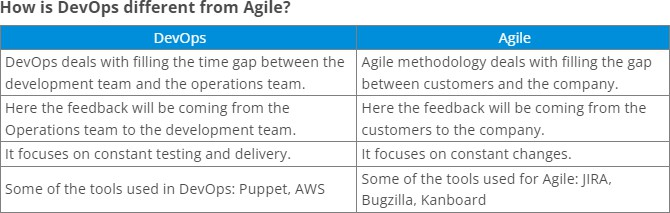 How is DevOps different from Agile?
DevOps
Agile
DevOps deals with filling the time gap between the
development team and the operations team.
Agile methodology deals with filling the gap
between customers and the company.
Here the feedback will be coming from the
Operations team to the development team.
Here the feedback will be coming from the
customers to the company.
It focuses on constant testing and delivery.
It focuses on constant changes.
Some of the tools used in DevOps: Puppet, AWS
Some of the tools used for Agile: JIRA,
Bugzilla, Kanboard